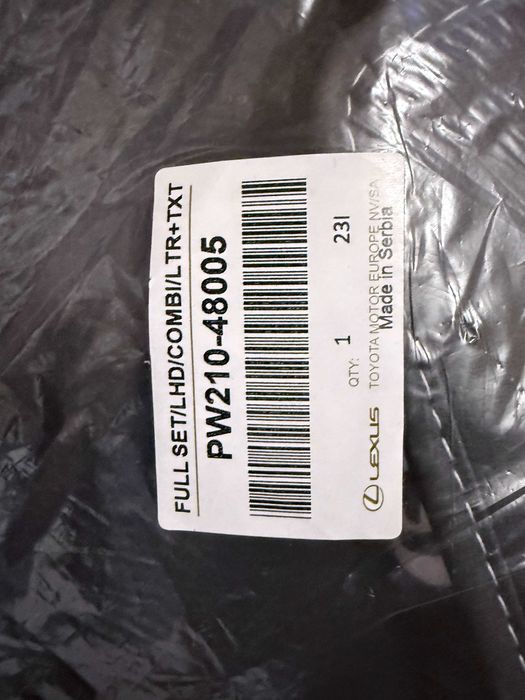 FULL SET/LHD/COMBI/LTR+TXT
PW210-48005
QTY: 1 23I
LEXUS TOYOTA MOTOR EUROPE NV/SA
Made in Serbia